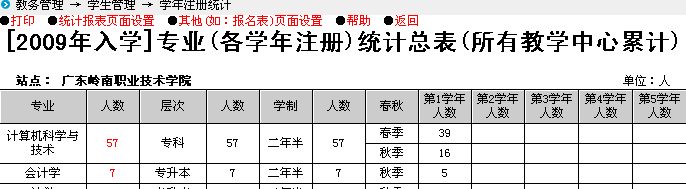 教务管理 → 学生管理 → 学年注册统计
●打印 ●统计报表页面设置 ●其他(如：报名表)页面设置 ●帮助 ●返回
[2009年入学]专业(各学年注册)统计总表(所有教学中心累计)
站点： 广东岭南职业技术学院 单位：人
专业 人数 层次 人数 学制 人数 春秋 第1学年人数 第2学年人数 第3学年人数 第4学年人数 第5学年人数
计算机科学与技术 57 专科 57 二年半 57 春季 39
秋季 16
会计学 7 专升本 7 二年半 7 秋季 5